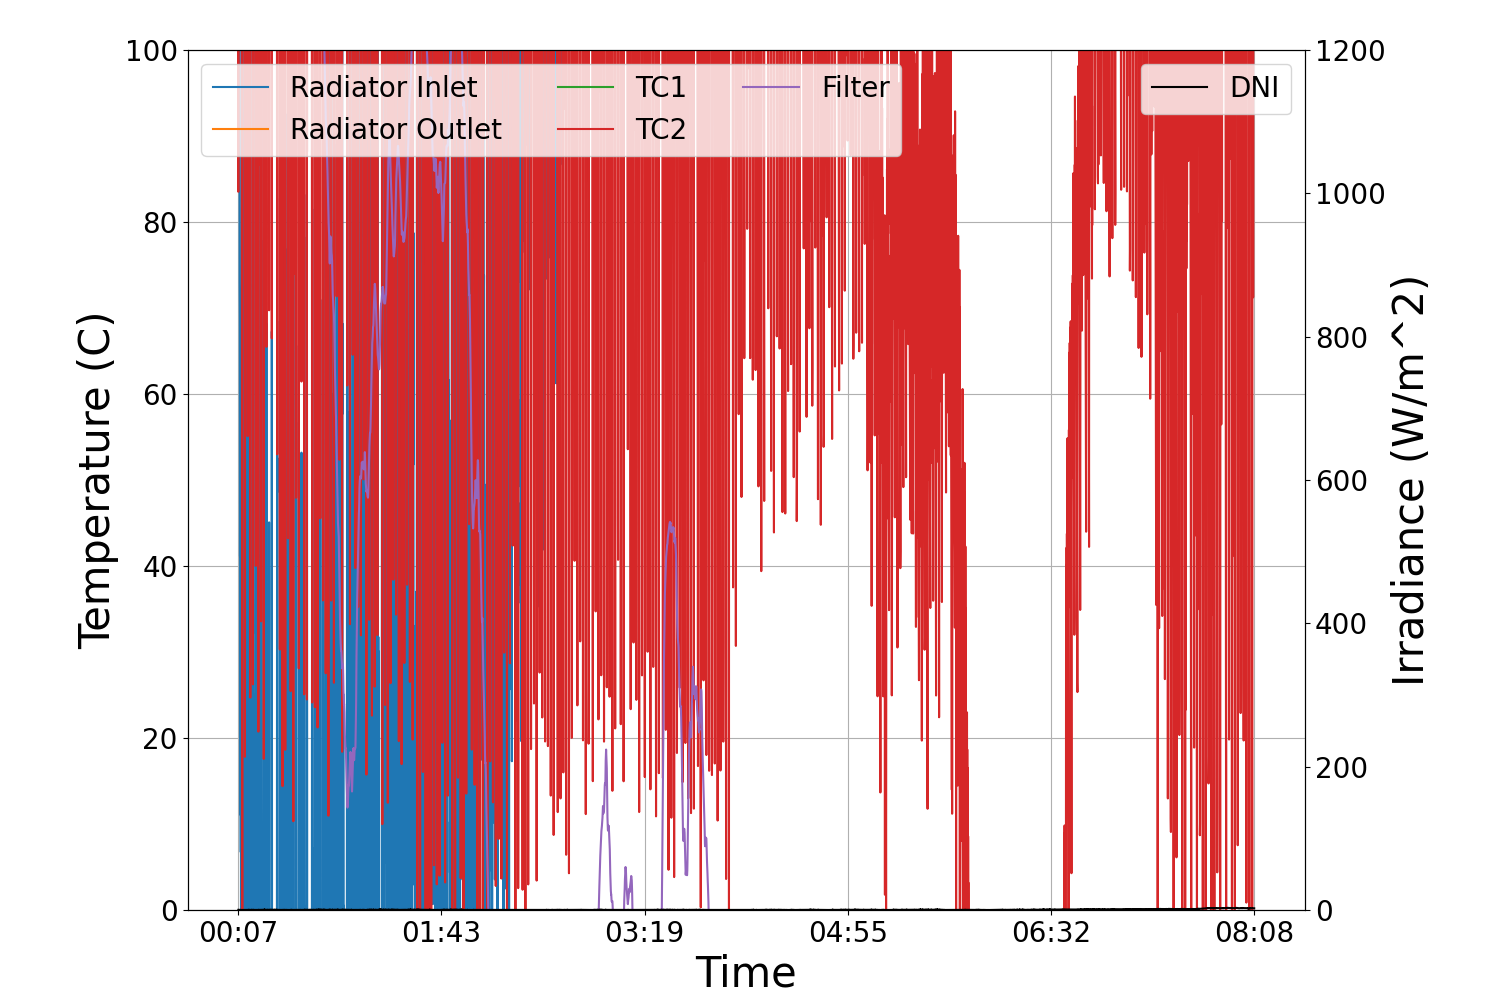 100
80
60
40
20
0
Temperature (C)
Radiator Inlet
Radiator Outlet
TC1
TC2
Filter
DNI
1200
1000
800
600
400
200
0
Irradiance (W/m^2)
00:07 01:43 03:19 04:55 06:32 08:08
Time